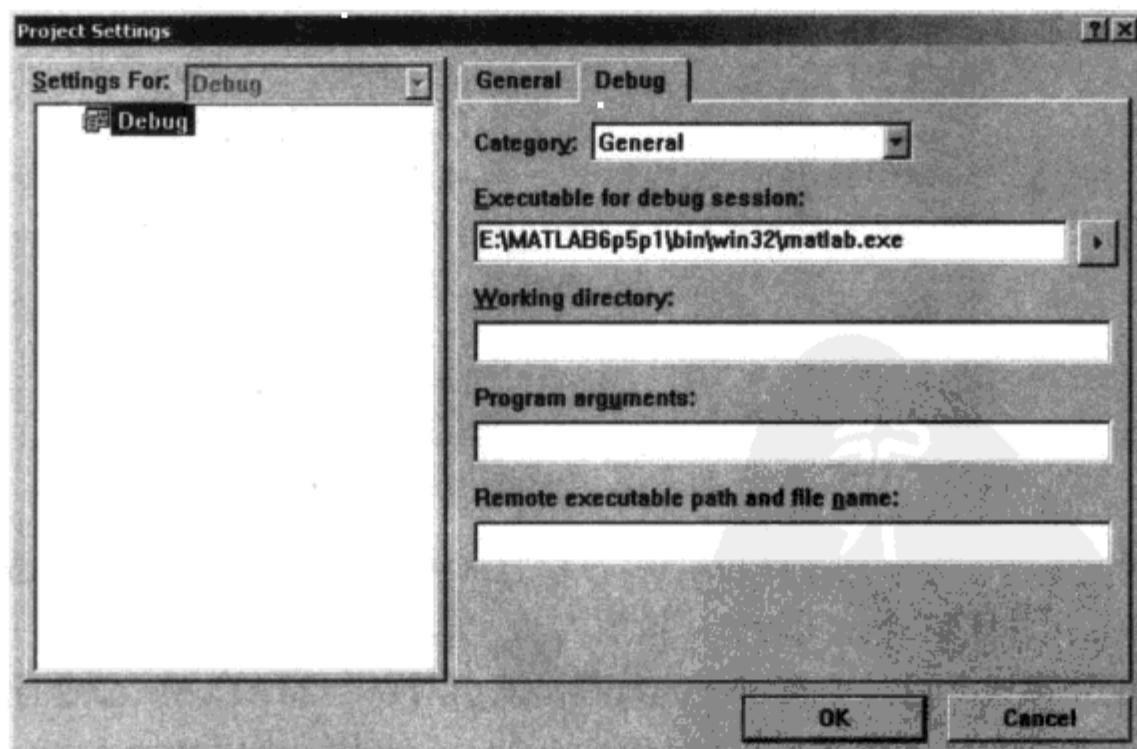 Project Settings
Settings For: Debug
Debug
General Debug
Category: General
Executable for debug session:
E:\MATLAB6p5p1\bin\win32\matlab.exe
Working directory:
Program arguments:
Remote executable path and file name:
OK Cancel